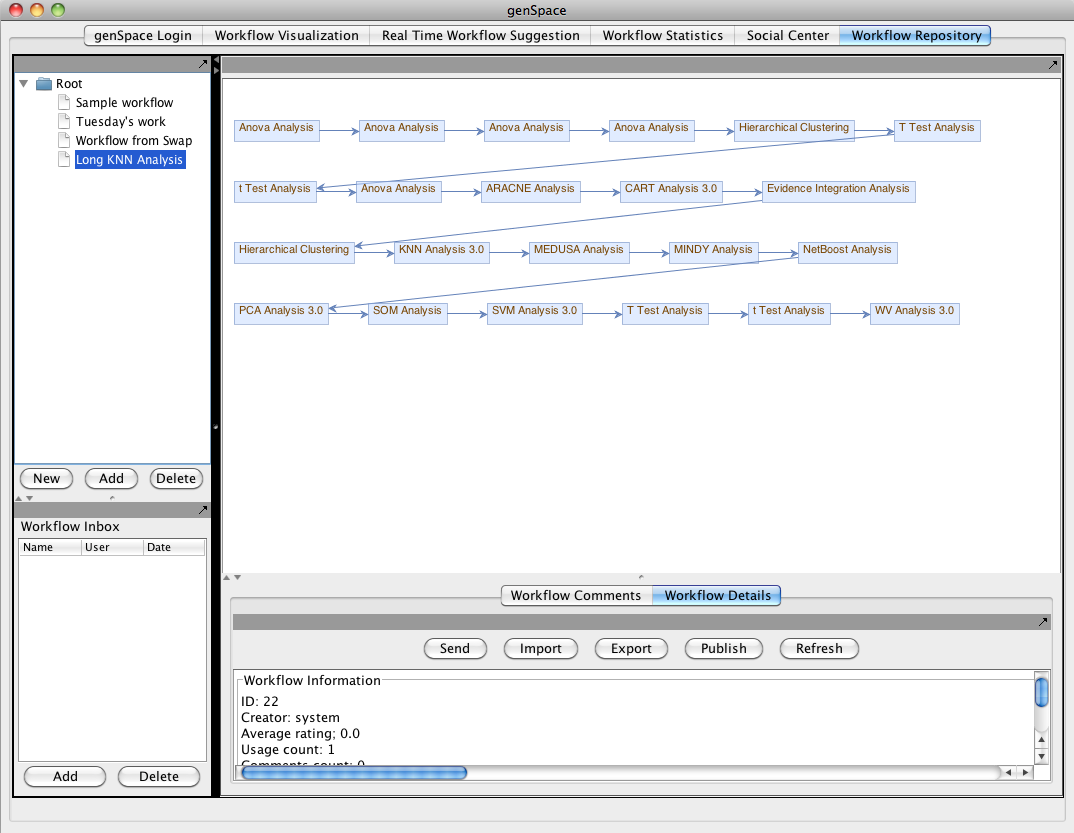 genSpace
genSpace Login Workflow Visualization Real Time Workflow Suggestion Workflow Statistics Social Center Workflow Repository
Root
Sample workflow
Tuesday's work
Workflow from Swap
Long KNN Analysis
New Add Delete
Workflow Inbox
Name User Date
Add Delete
Anova Analysis Anova Analysis Anova Analysis Anova Analysis Hierarchical Clustering T Test Analysis
t Test Analysis Anova Analysis ARACNE Analysis CART Analysis 3.0 Evidence Integration Analysis
Hierarchical Clustering KNN Analysis 3.0 MEDUSA Analysis MINDY Analysis NetBoost Analysis
PCA Analysis 3.0 SOM Analysis SVM Analysis 3.0 T Test Analysis t Test Analysis WV Analysis 3.0
Workflow Comments Workflow Details
Send Import Export Publish Refresh
Workflow Information
ID: 22
Creator: system
Average rating; 0.0
Usage count: 1
Comments count: 0